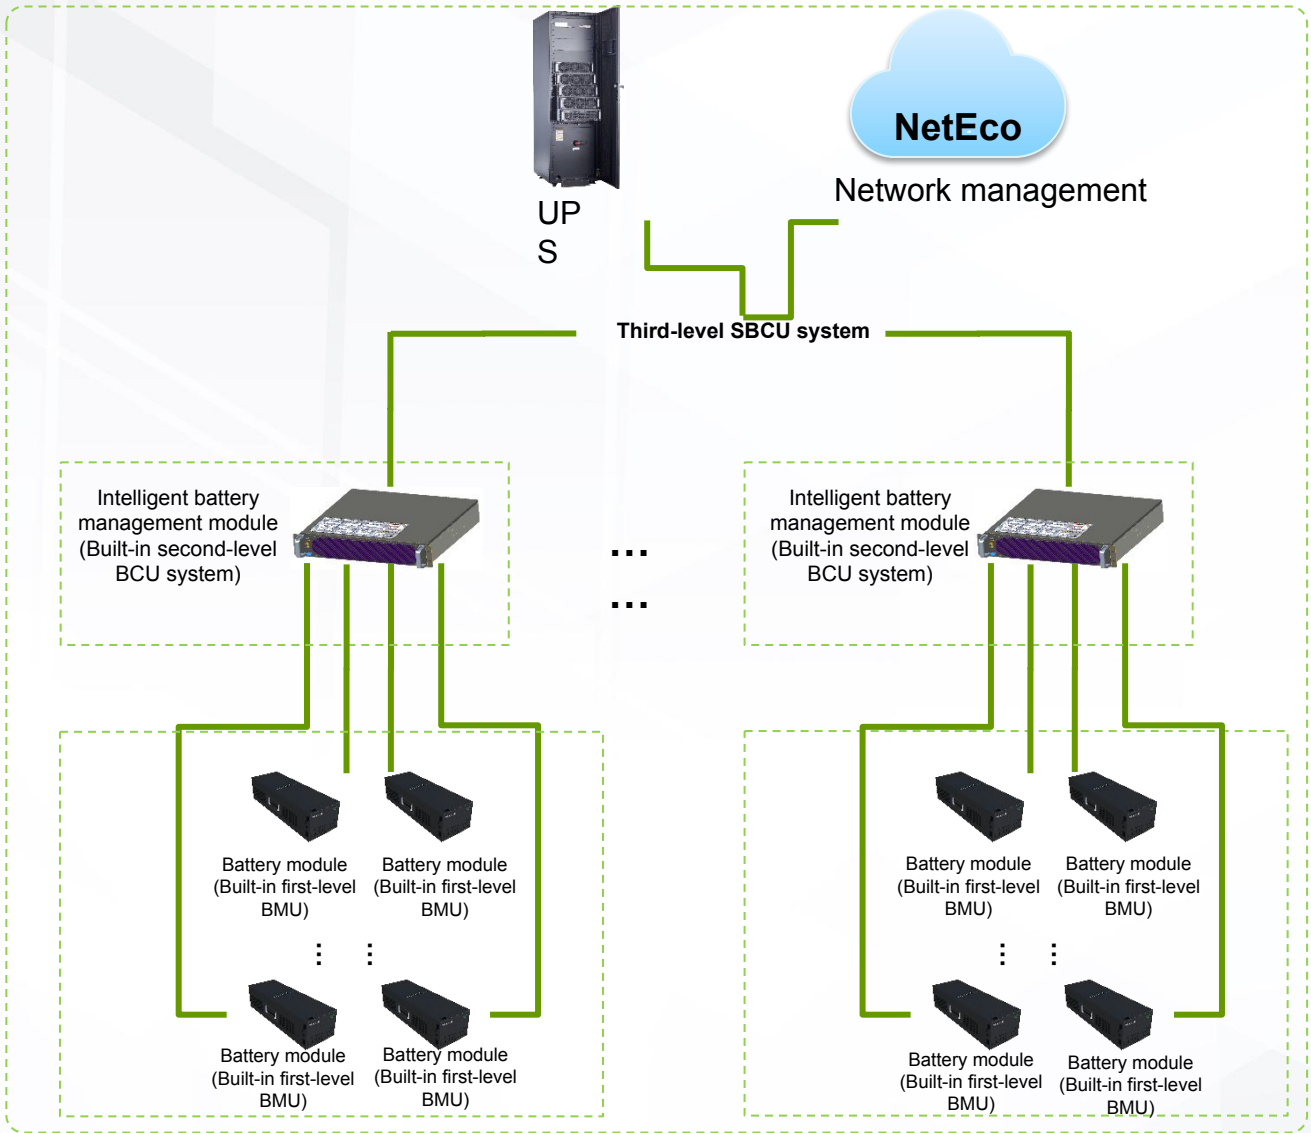 NetEco
Network management
UP
S
Third-level SBCU system
Intelligent battery
management module
(Built-in second-level
BCU system)
...
...
Intelligent battery
management module
(Built-in second-level
BCU system)
Battery module
(Built-in first-level
BMU)
Battery module
(Built-in first-level
BMU)
Battery module
(Built-in first-level
BMU)
Battery module
(Built-in first-level
BMU)
... ...
... ...
Battery module
(Built-in first-level
BMU)
Battery module
(Built-in first-level
BMU)
Battery module
(Built-in first-level
BMU)
Battery module
(Built-in first-level
BMU)